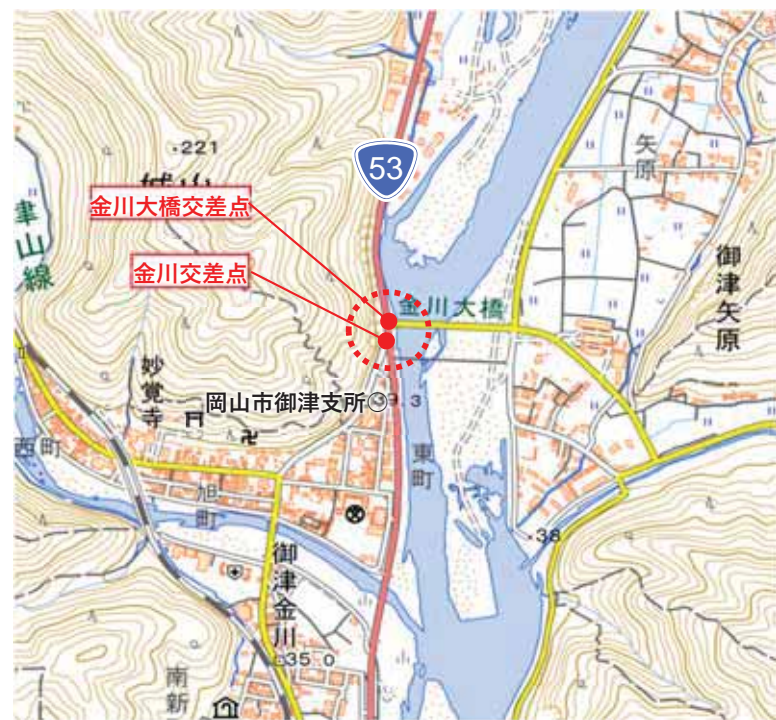 221
53
城山
金川大橋交差点
津山線
金川交差点
矢原
御津矢原
金川大橋
妙覚寺
岡山市御津支所
39.3
西町
旭町
東町
38
御津金川
35.0
南新